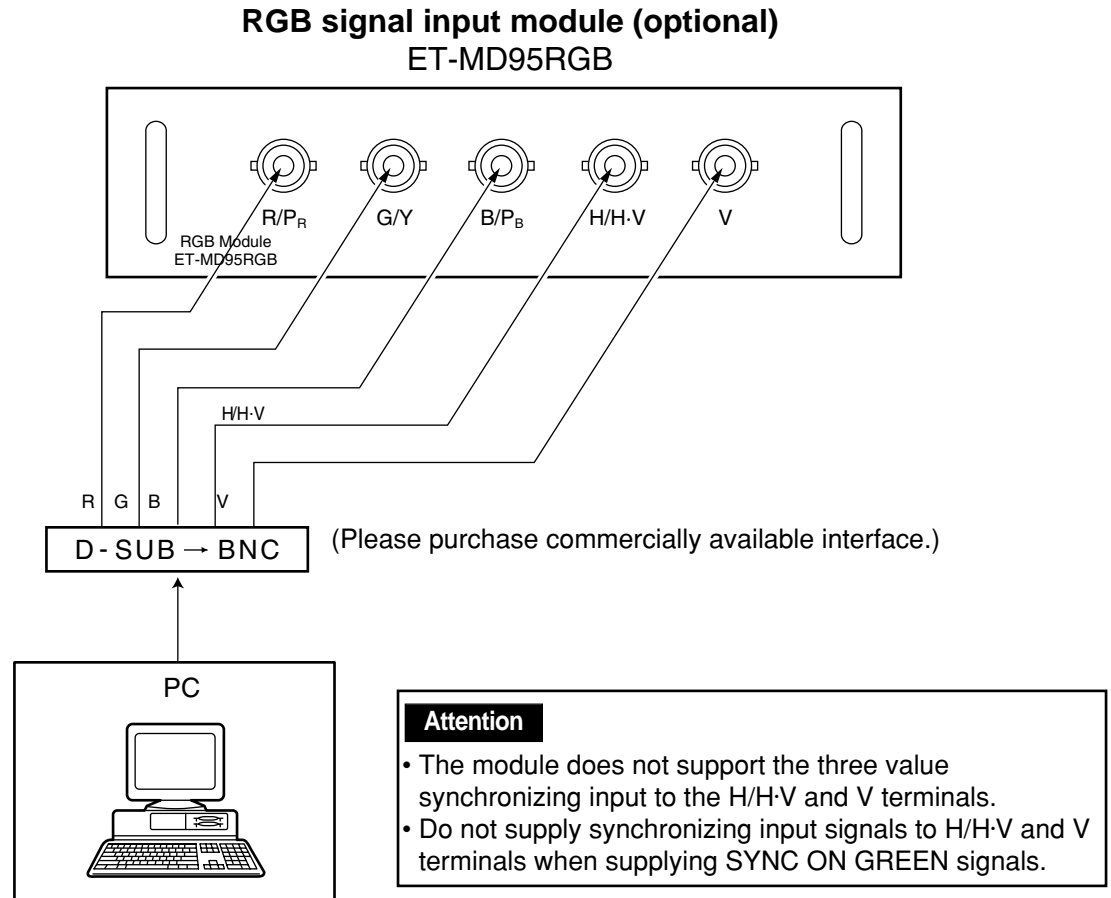 RGB signal input module (optional)
ET-MD95RGB
R/PR
G/Y
B/PB
H/H·V
V
RGB Module
ET-MD95RGB
H/H·V
R
G
B
V
D-SUB → BNC
(Please purchase commercially available interface.)
PC
Attention
• The module does not support the three value
synchronizing input to the H/H·V and V terminals.
• Do not supply synchronizing input signals to H/H·V and V
terminals when supplying SYNC ON GREEN signals.